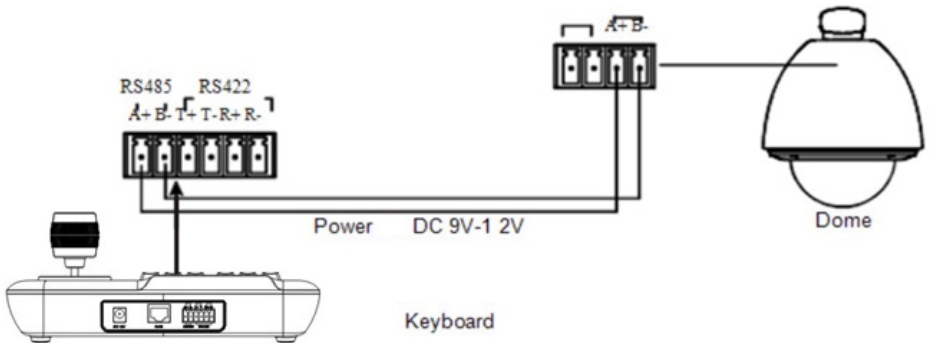 A+ B-
RS485 RS422
A+ B- T+ T- R+ R-
Power DC 9V-1 2V
Dome
Keyboard